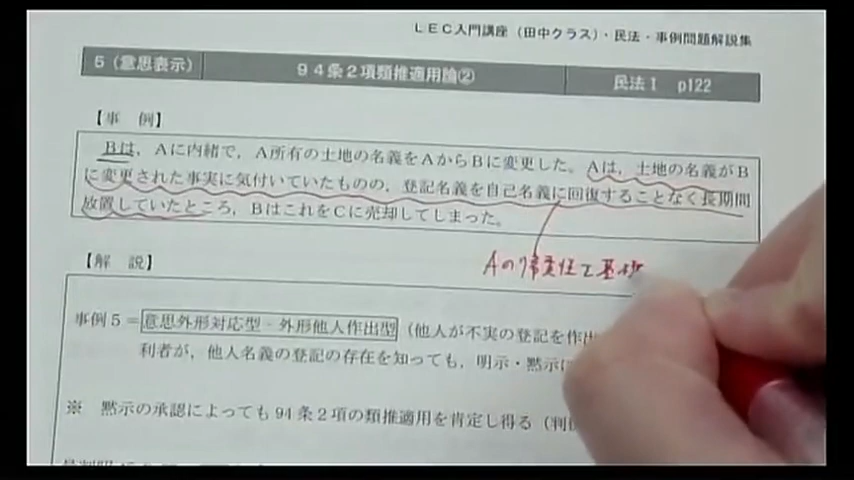 LEC入門講座(田中クラス)・民法・事例問題解説集
5(意思表示) 94条2項類推適用論② 民法1 p122
【事 例】
Bは,Aに内緒で,A所有の土地の名義をAからBに変更した。Aは,土地の名義がB
に変更された事実に気付いていたものの,登記名義を自己名義に回復することなく長期間
放置していたところ,BはこれをCに売却してしまった。
Aの帰責性を基礎
【解 説】
事例5=意思外形対応型-外形他人作出型(他人が不実の登記を作出
利者が,他人名義の登記の存在を知っても,明示・黙示に
※ 黙示の承認によっても94条2項の類推適用を肯定し得る(判